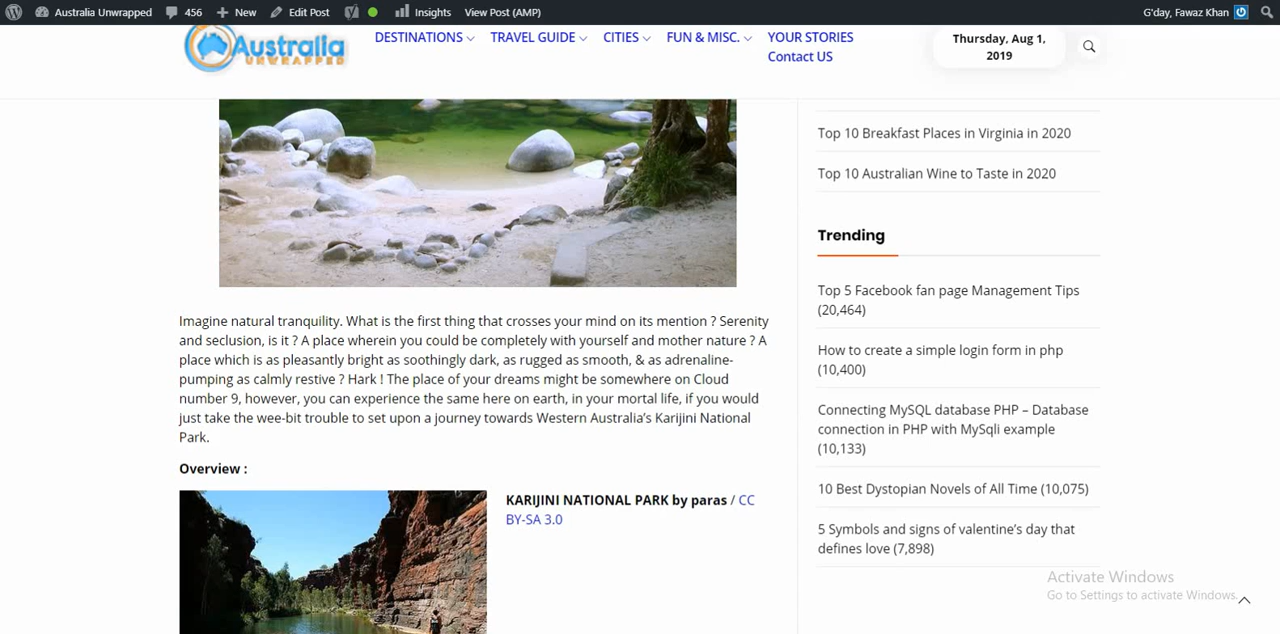 Australia Unwrapped
456
New
Edit Post
Insights
View Post (AMP)
G'day, Fawaz Khan
Australia
UNWRAPPED
DESTINATIONS
TRAVEL GUIDE
CITIES
FUN & MISC.
YOUR STORIES
Contact US
Thursday, Aug 1,
2019
Top 10 Breakfast Places in Virginia in 2020
Top 10 Australian Wine to Taste in 2020
Trending
Top 5 Facebook fan page Management Tips
(20,464)
How to create a simple login form in php
(10,400)
Connecting MySQL database PHP – Database
connection in PHP with MySqli example
(10,133)
10 Best Dystopian Novels of All Time (10,075)
5 Symbols and signs of valentine's day that
defines love (7,898)
Imagine natural tranquility. What is the first thing that crosses your mind on its mention ? Serenity
and seclusion, is it ? A place wherein you could be completely with yourself and mother nature ? A
place which is as pleasantly bright as soothingly dark, as rugged as smooth, & as adrenaline-
pumping as calmly restive ? Hark ! The place of your dreams might be somewhere on Cloud
number 9, however, you can experience the same here on earth, in your mortal life, if you would
just take the wee-bit trouble to set upon a journey towards Western Australia's Karijini National
Park.
Overview :
KARIJINI NATIONAL PARK by paras / CC
BY-SA 3.0
Activate Windows
Go to Settings to activate Windows.